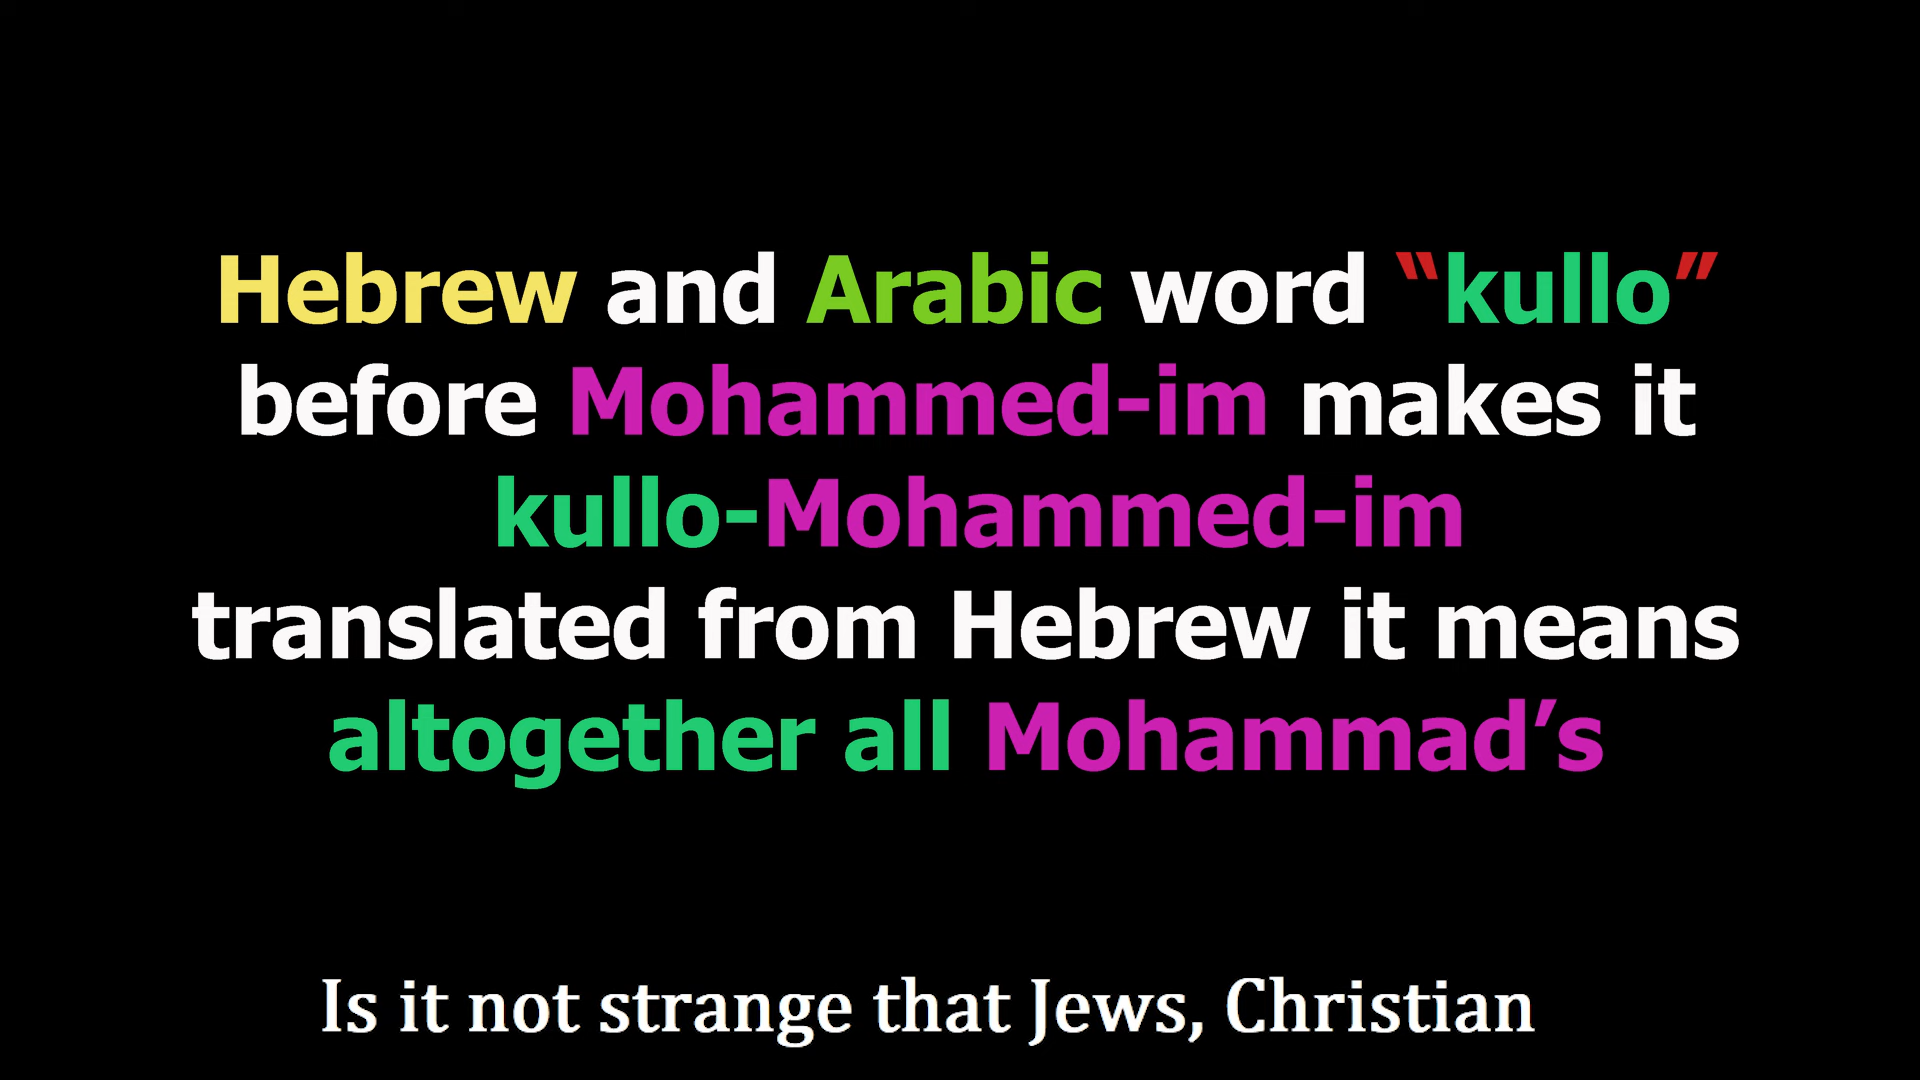 Hebrew and Arabic word “kullo”
before Mohammed-im makes it
kullo-Mohammed-im
translated from Hebrew it means
altogether all Mohammad’s
Is it not strange that Jews, Christian